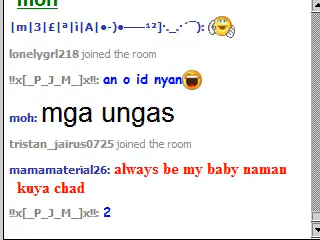 moh
|m|3|£|ª|ì|A|●-)●——¹²]·._.·´¯): (
lonelygrl218 joined the room
!!x[_P_J_M_]x!!: an o id nyan
moh: mga ungas
tristan_jairus0725 joined the room
mamamaterial26: always be my baby naman
kuya chad
!!x[_P_J_M_]x!!: 2